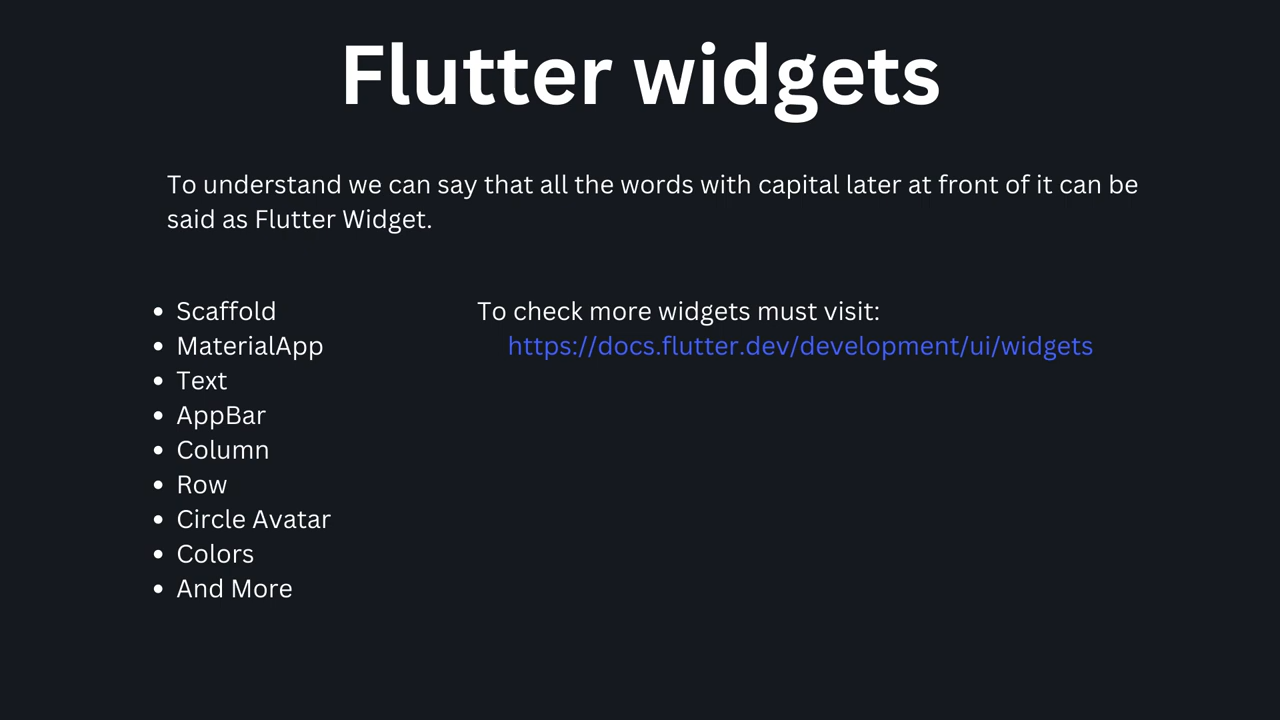 Flutter widgets
To understand we can say that all the words with capital later at front of it can be
said as Flutter Widget.
• Scaffold
• MaterialApp
• Text
• AppBar
• Column
• Row
• Circle Avatar
• Colors
• And More
To check more widgets must visit:
https://docs.flutter.dev/development/ui/widgets